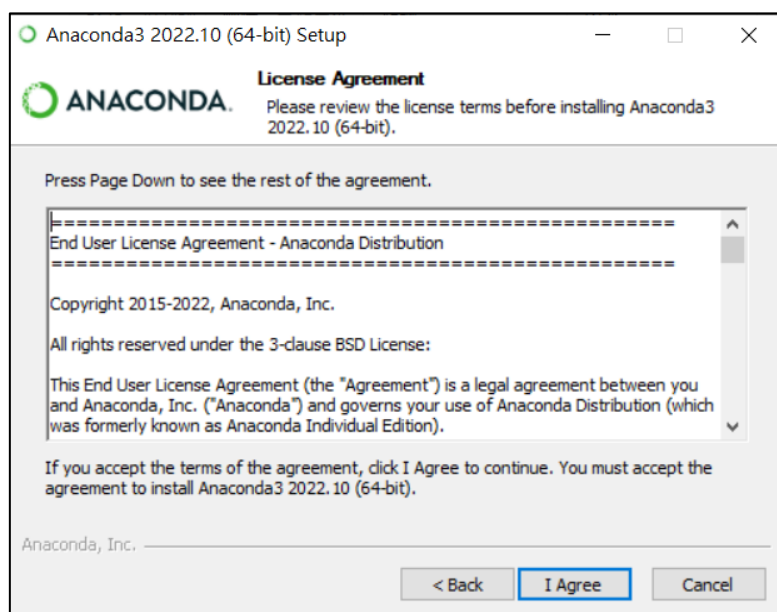 Anaconda3 2022.10 (64-bit) Setup
ANACONDA.
License Agreement
Please review the license terms before installing Anaconda3
2022.10 (64-bit).
Press Page Down to see the rest of the agreement.
====================================================
End User License Agreement - Anaconda Distribution
====================================================
Copyright 2015-2022, Anaconda, Inc.
All rights reserved under the 3-clause BSD License:
This End User License Agreement (the "Agreement") is a legal agreement between you
and Anaconda, Inc. ("Anaconda") and governs your use of Anaconda Distribution (which
was formerly known as Anaconda Individual Edition).
If you accept the terms of the agreement, click I Agree to continue. You must accept the
agreement to install Anaconda3 2022.10 (64-bit).
Anaconda, Inc.
< Back
I Agree
Cancel